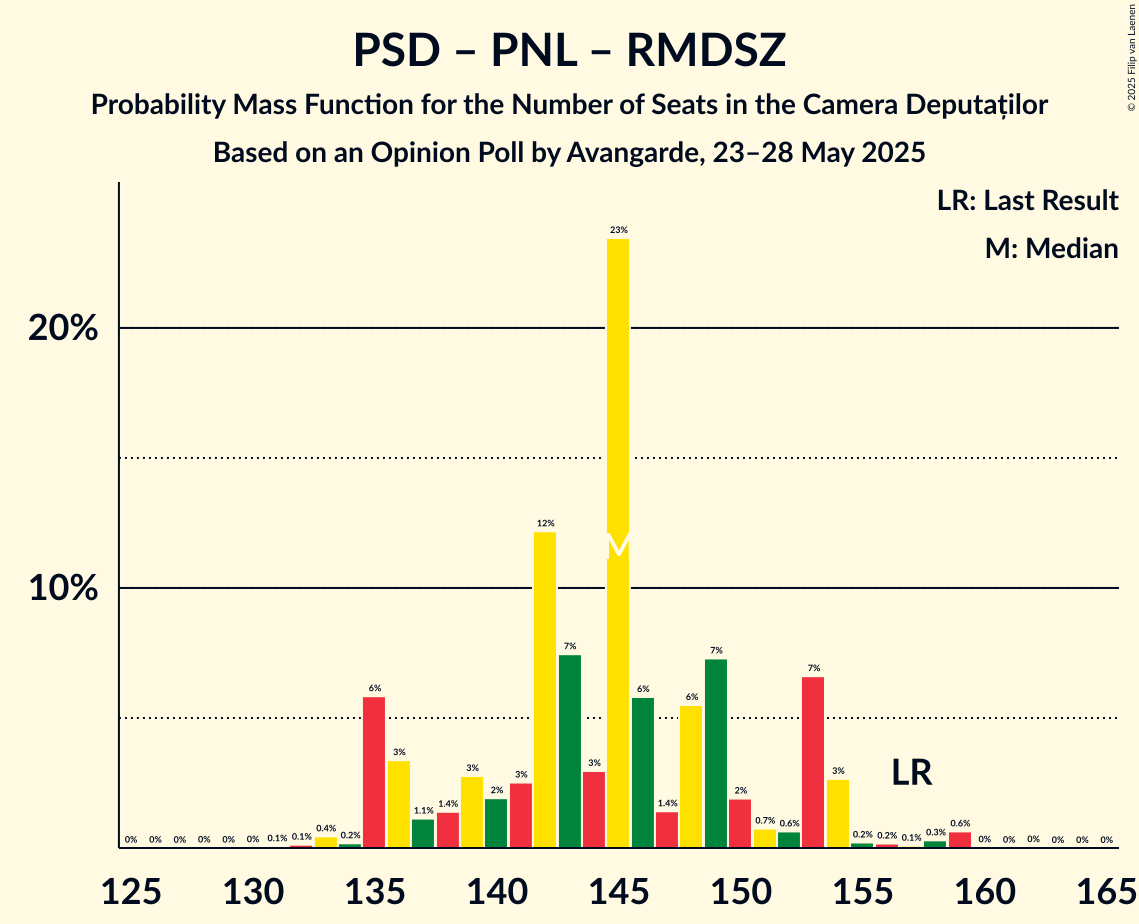 PSD – PNL – RMDSZ
Probability Mass Function for the Number of Seats in the Camera Deputaților
Based on an Opinion Poll by Avangarde, 23–28 May 2025
© 2025 Filip van Laenen
LR: Last Result
M: Median
20%
10%
0% 0% 0% 0% 0% 0% 0.1% 0.1% 0.4% 0.2% 6% 3% 1.1% 1.4% 3% 2% 3% 12% 7% 3% 23% 6% 1.4% 6% 7% 2% 0.7% 0.6% 7% 3% 0.2% 0.2% 0.1% 0.3% 0.6% 0% 0% 0% 0% 0% 0%
M
LR
125 130 135 140 145 150 155 160 165